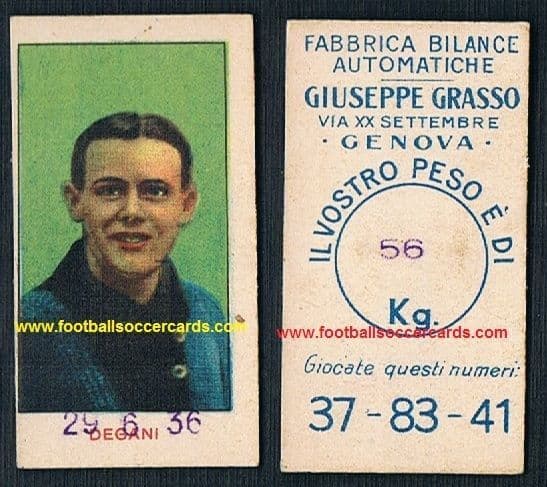 www.footballsoccercards.com
29 6 36
DEGANI
FABBRICA BILANCE
AUTOMATICHE
GIUSEPPE GRASSO
VIA XX SETTEMBRE
· GENOVA ·
IL VOSTRO PESO È DI
56
Kg.
www.footballsoccercards.com
Giocate questi numeri:
37-83-41